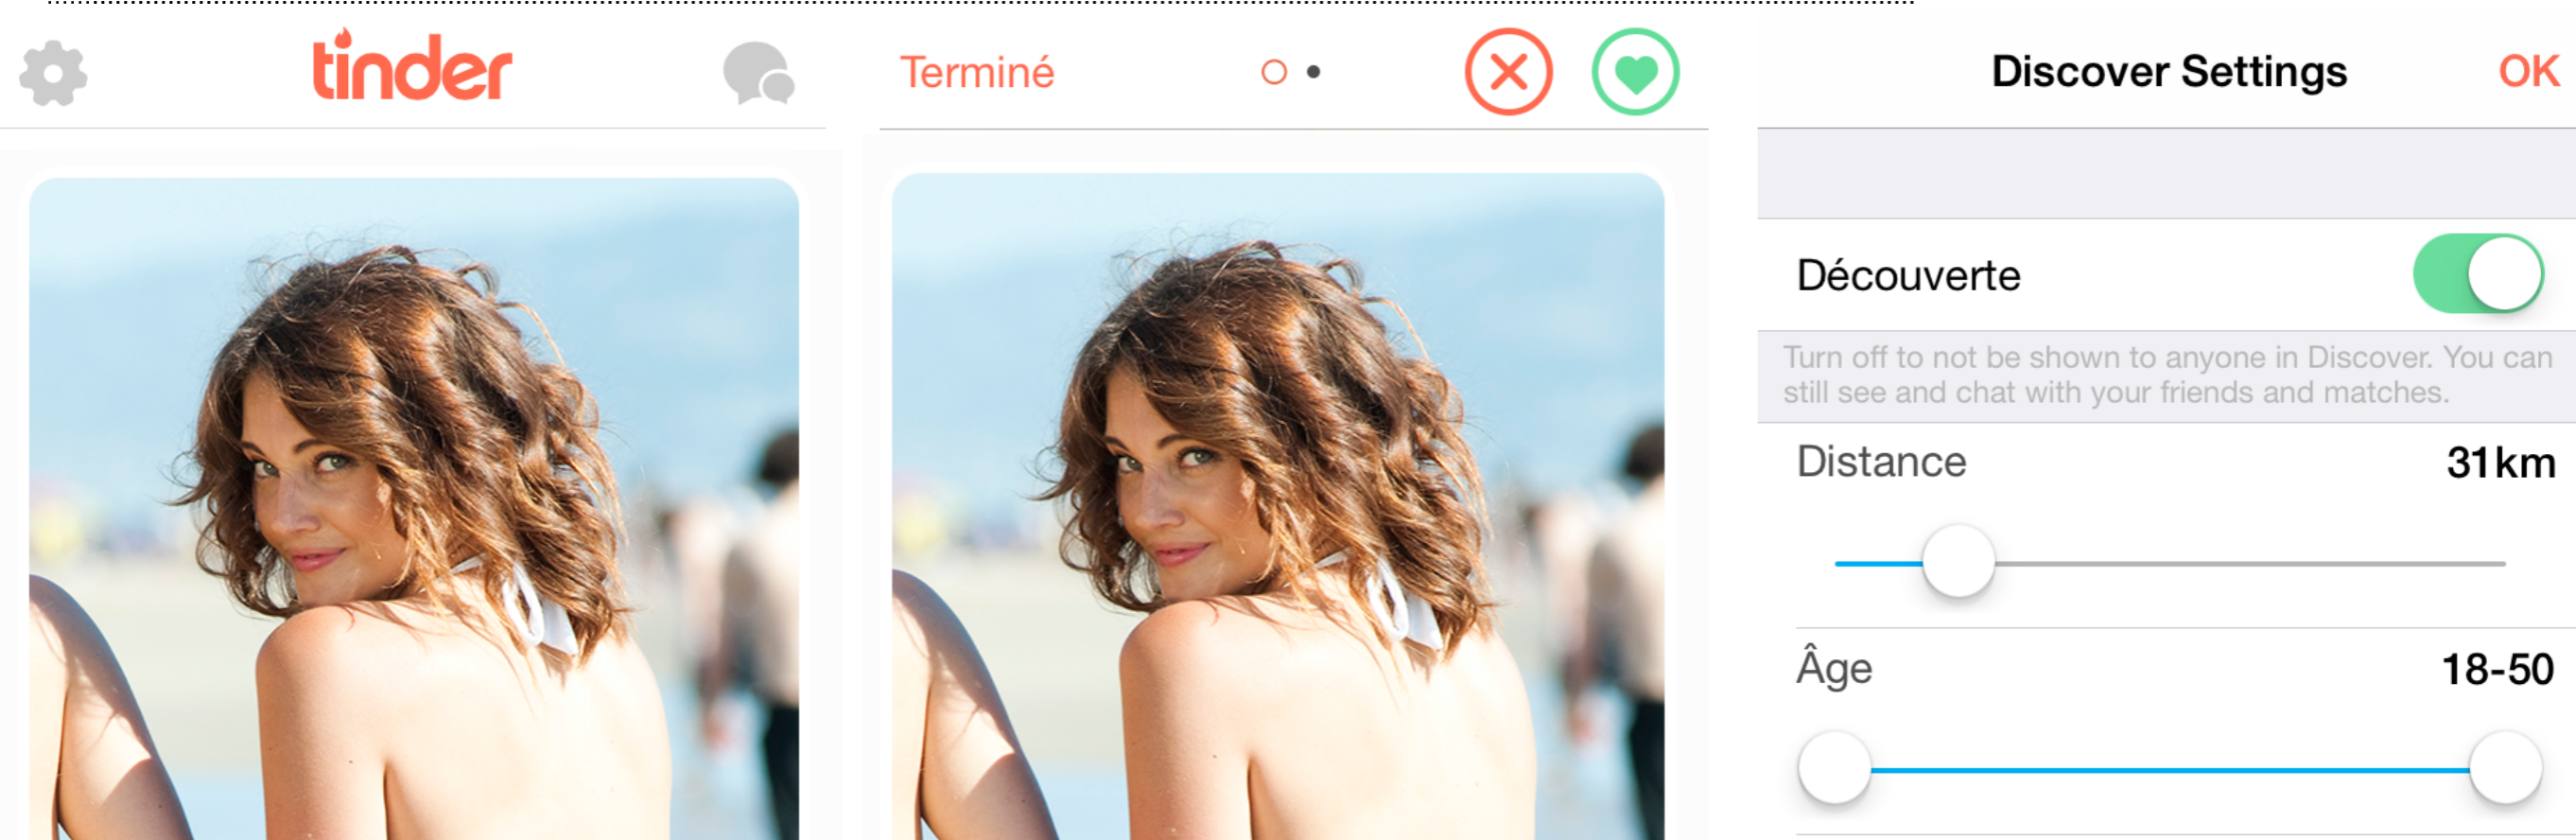 tinder
Terminé
Discover Settings
OK
Découverte
Turn off to not be shown to anyone in Discover. You can
still see and chat with your friends and matches.
Distance
31km
Âge
18-50